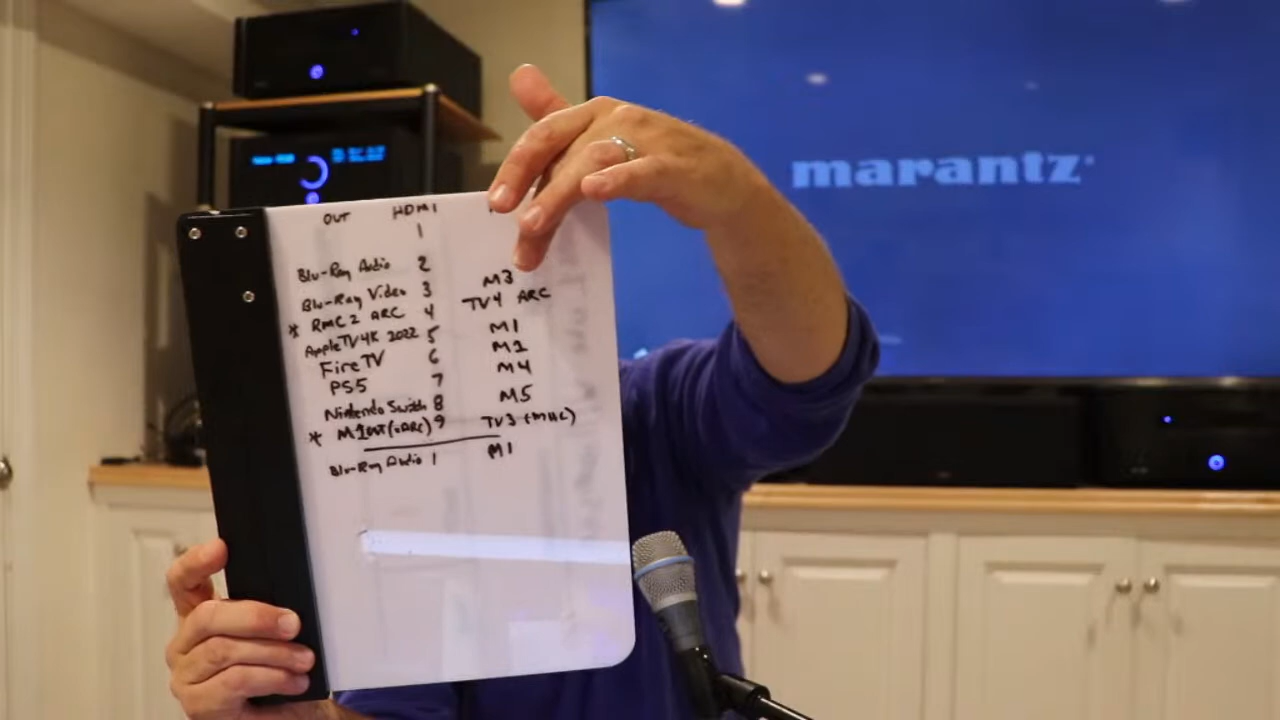 marantz
OUT HDMI
1
Blu-Ray Audio 2
Blu-Ray Video 3 M3
* RMC2 ARC 4 TV4 ARC
AppleTV4K 2022 5 M1
FireTV 6 M1
PS5 7 M4
Nintendo Switch 8 M5
* M1out(eARC) 9 TV3 (MHC)
Blu-Ray Audio 1 M1